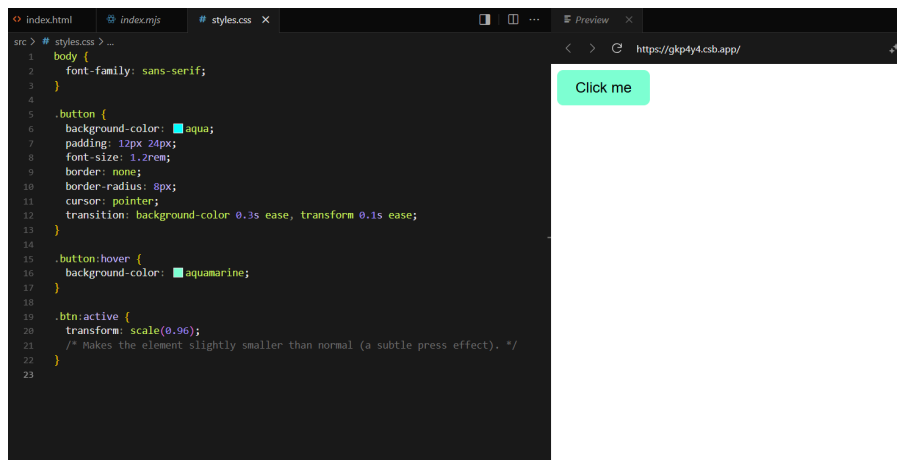 index.html index.mjs # styles.css
src > # styles.css > ...
1 body {
2 font-family: sans-serif;
3 }
4
5 .button {
6 background-color: aqua;
7 padding: 12px 24px;
8 font-size: 1.2rem;
9 border: none;
10 border-radius: 8px;
11 cursor: pointer;
12 transition: background-color 0.3s ease, transform 0.1s ease;
13 }
14
15 .button:hover {
16 background-color: aquamarine;
17 }
18
19 .btn:active {
20 transform: scale(0.96);
21 /* Makes the element slightly smaller than normal (a subtle press effect). */
22 }
23
Preview
https://gkp4y4.csb.app/
Click me